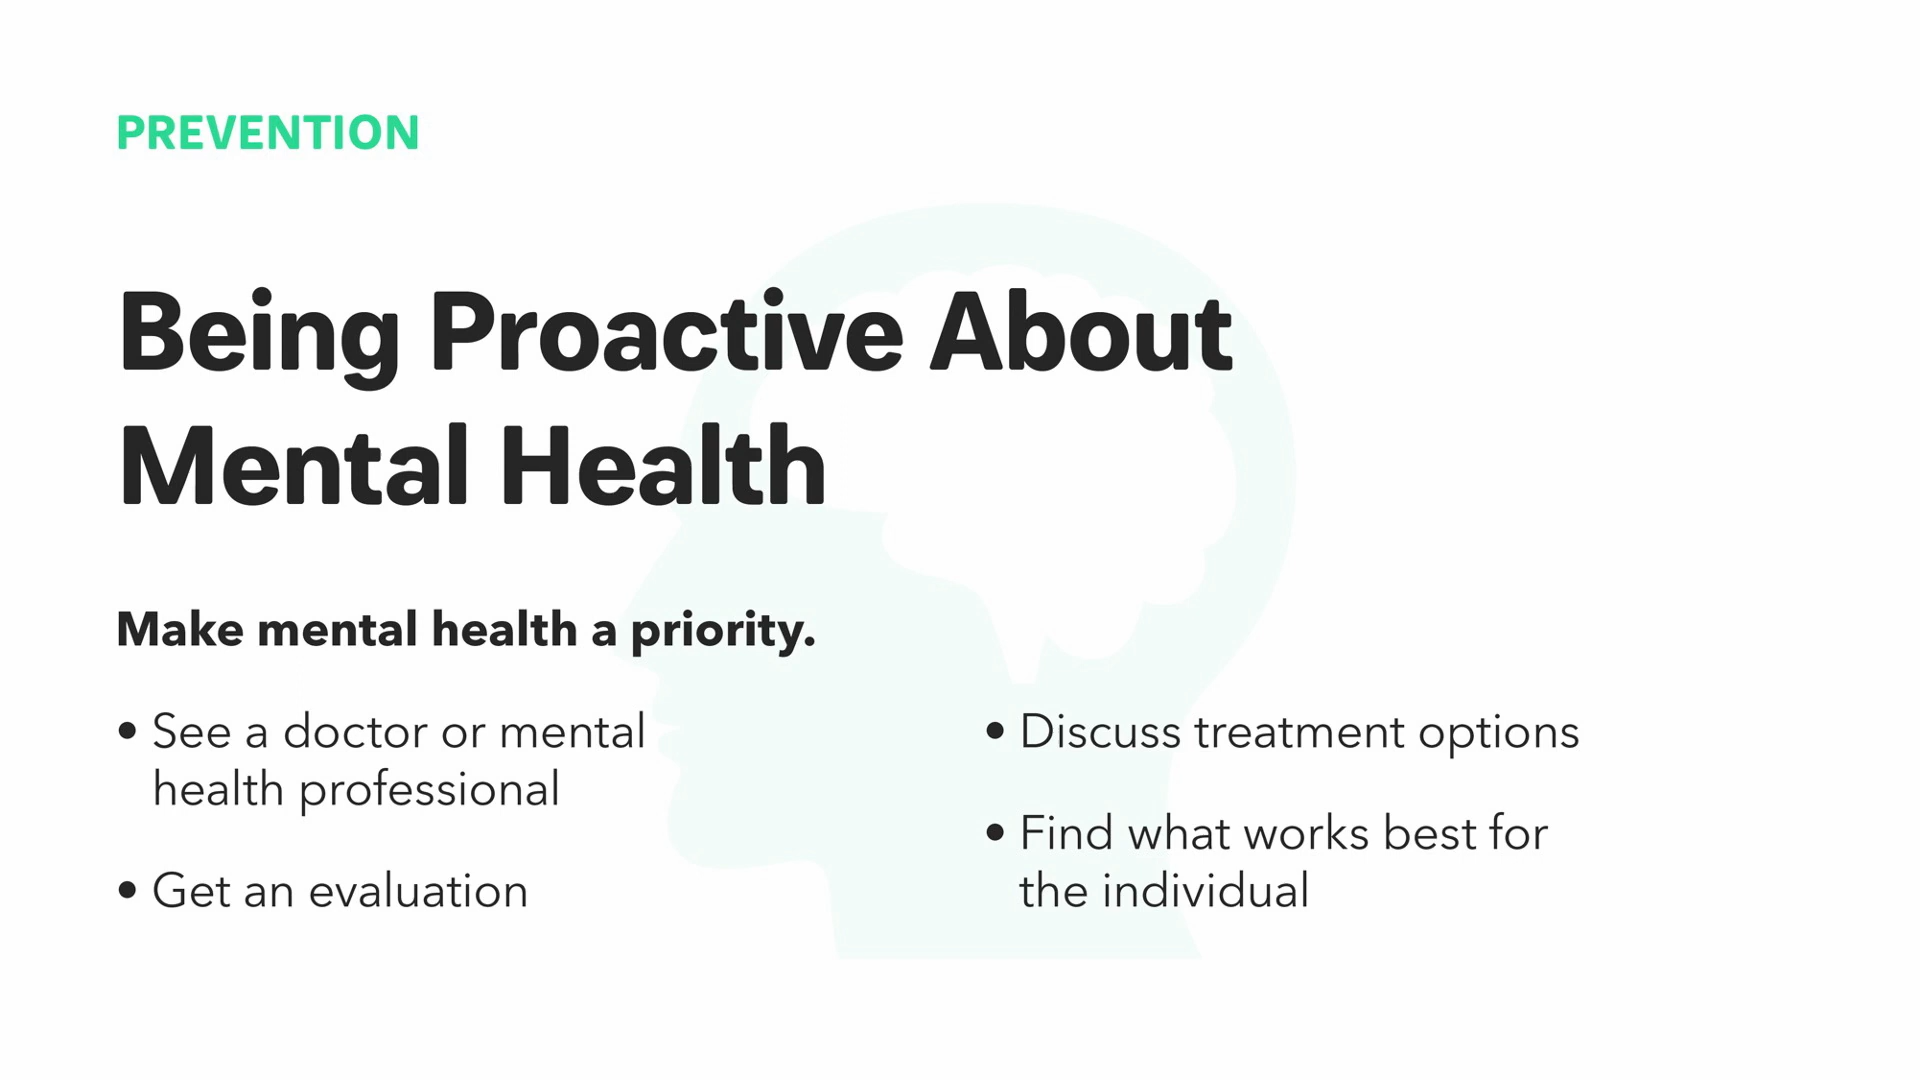 PREVENTION
Being Proactive About
Mental Health
Make mental health a priority.
• See a doctor or mental
health professional
• Get an evaluation
• Discuss treatment options
• Find what works best for
the individual